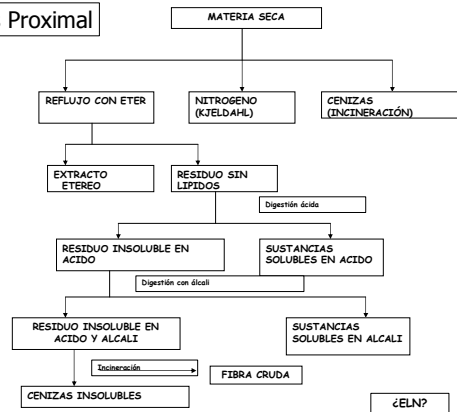 Proximal
MATERIA SECA
REFLUJO CON ETER
NITROGENO
(KJELDAHL)
CENIZAS
(INCINERACIÓN)
EXTRACTO
ETEREO
RESIDUO SIN
LIPIDOS
Digestión ácida
RESIDUO INSOLUBLE EN
ACIDO
SUSTANCIAS
SOLUBLES EN ACIDO
Digestión con álcali
RESIDUO INSOLUBLE EN
ACIDO Y ALCALI
SUSTANCIAS
SOLUBLES EN ALCALI
Incineración
FIBRA CRUDA
CENIZAS INSOLUBLES
¿ELN?